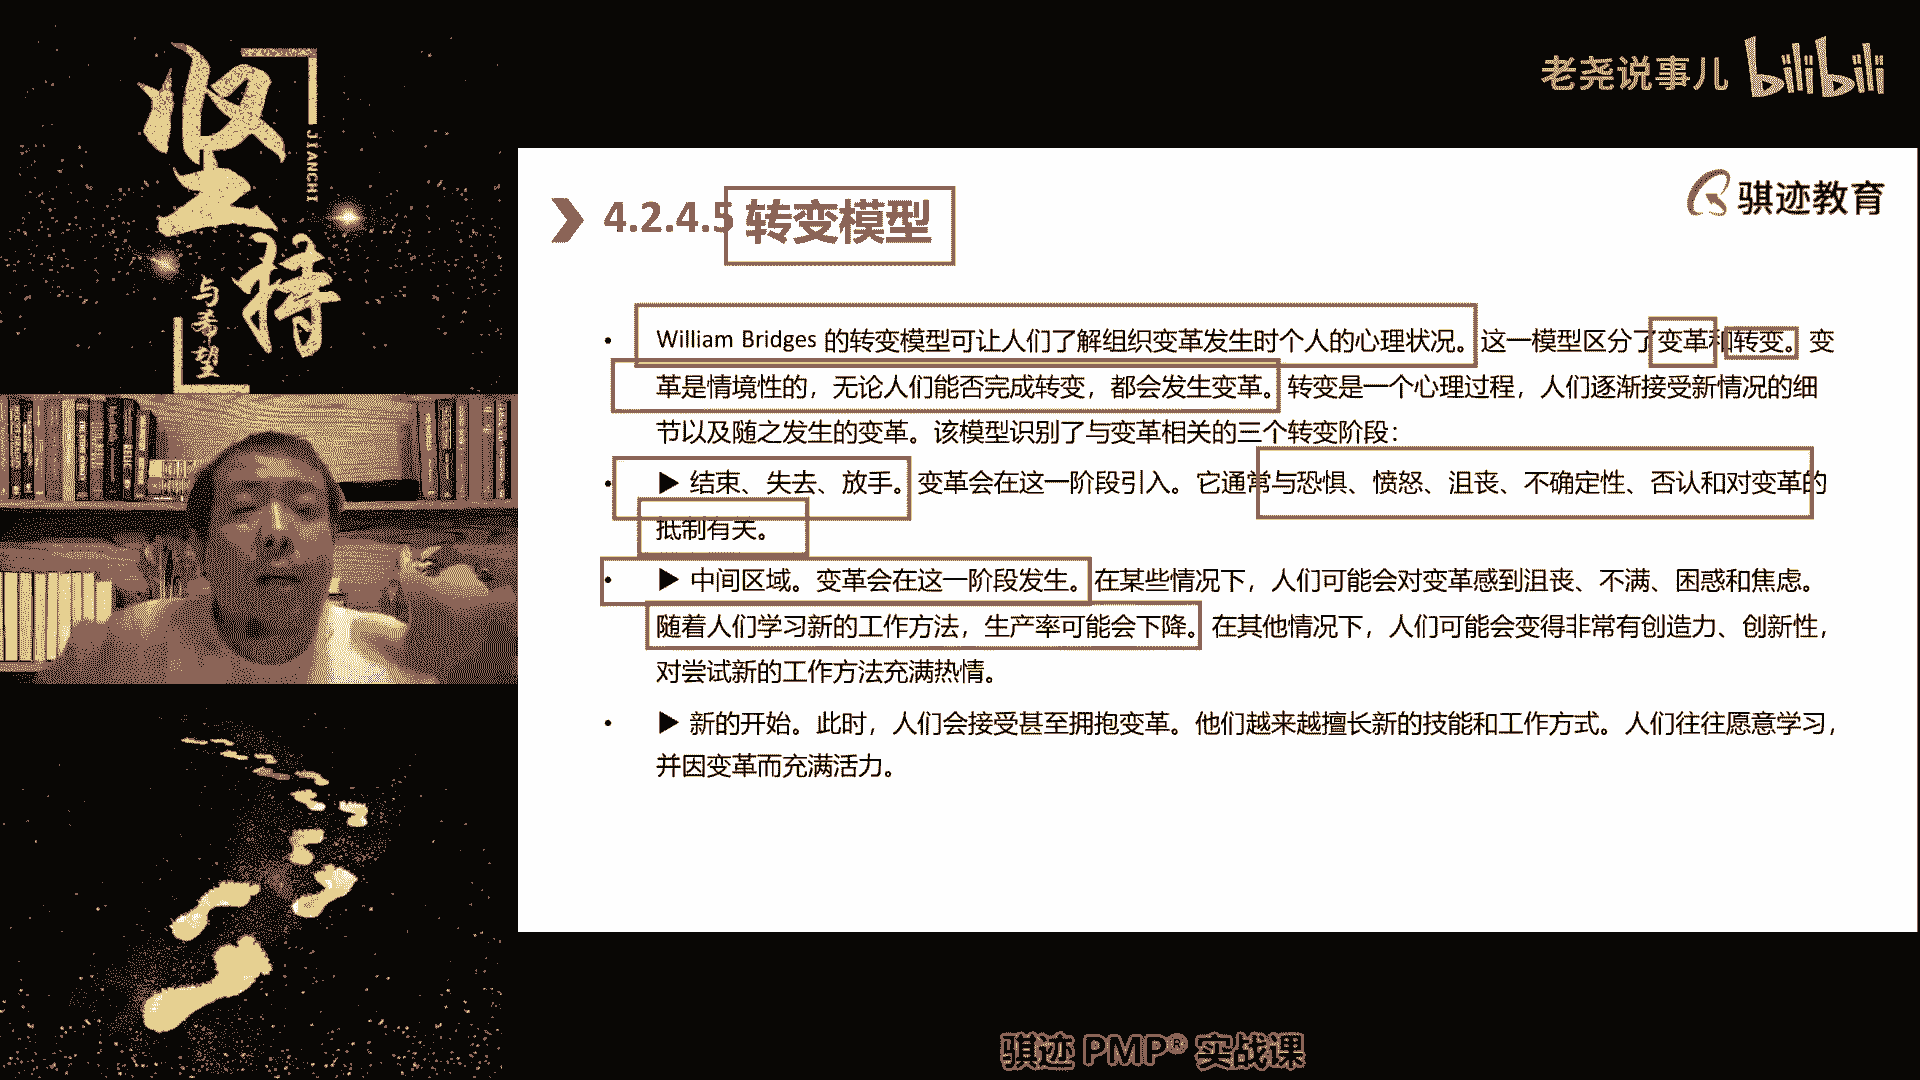 坚持
JIANCHI
与希望
老尧说事儿 bilibili
骐迹教育
4.2.4.5 转变模型
• William Bridges 的转变模型可让人们了解组织变革发生时个人的心理状况。这一模型区分了变革和转变。变
革是情境性的，无论人们能否完成转变，都会发生变革。转变是一个心理过程，人们逐渐接受新情况的细
节以及随之发生的变革。该模型识别了与变革相关的三个转变阶段：
• ▶ 结束、失去、放手。变革会在这一阶段引入。它通常与恐惧、愤怒、沮丧、不确定性、否认和对变革的
抵制有关。
• ▶ 中间区域。变革会在这一阶段发生。在某些情况下，人们可能会对变革感到沮丧、不满、困惑和焦虑。
随着人们学习新的工作方法，生产率可能会下降。在其他情况下，人们可能会变得非常有创造力、创新性，
对尝试新的工作方法充满热情。
• ▶ 新的开始。此时，人们会接受甚至拥抱变革。他们越来越擅长新的技能和工作方式。人们往往愿意学习，
并因变革而充满活力。
骐迹 PMP® 实战课